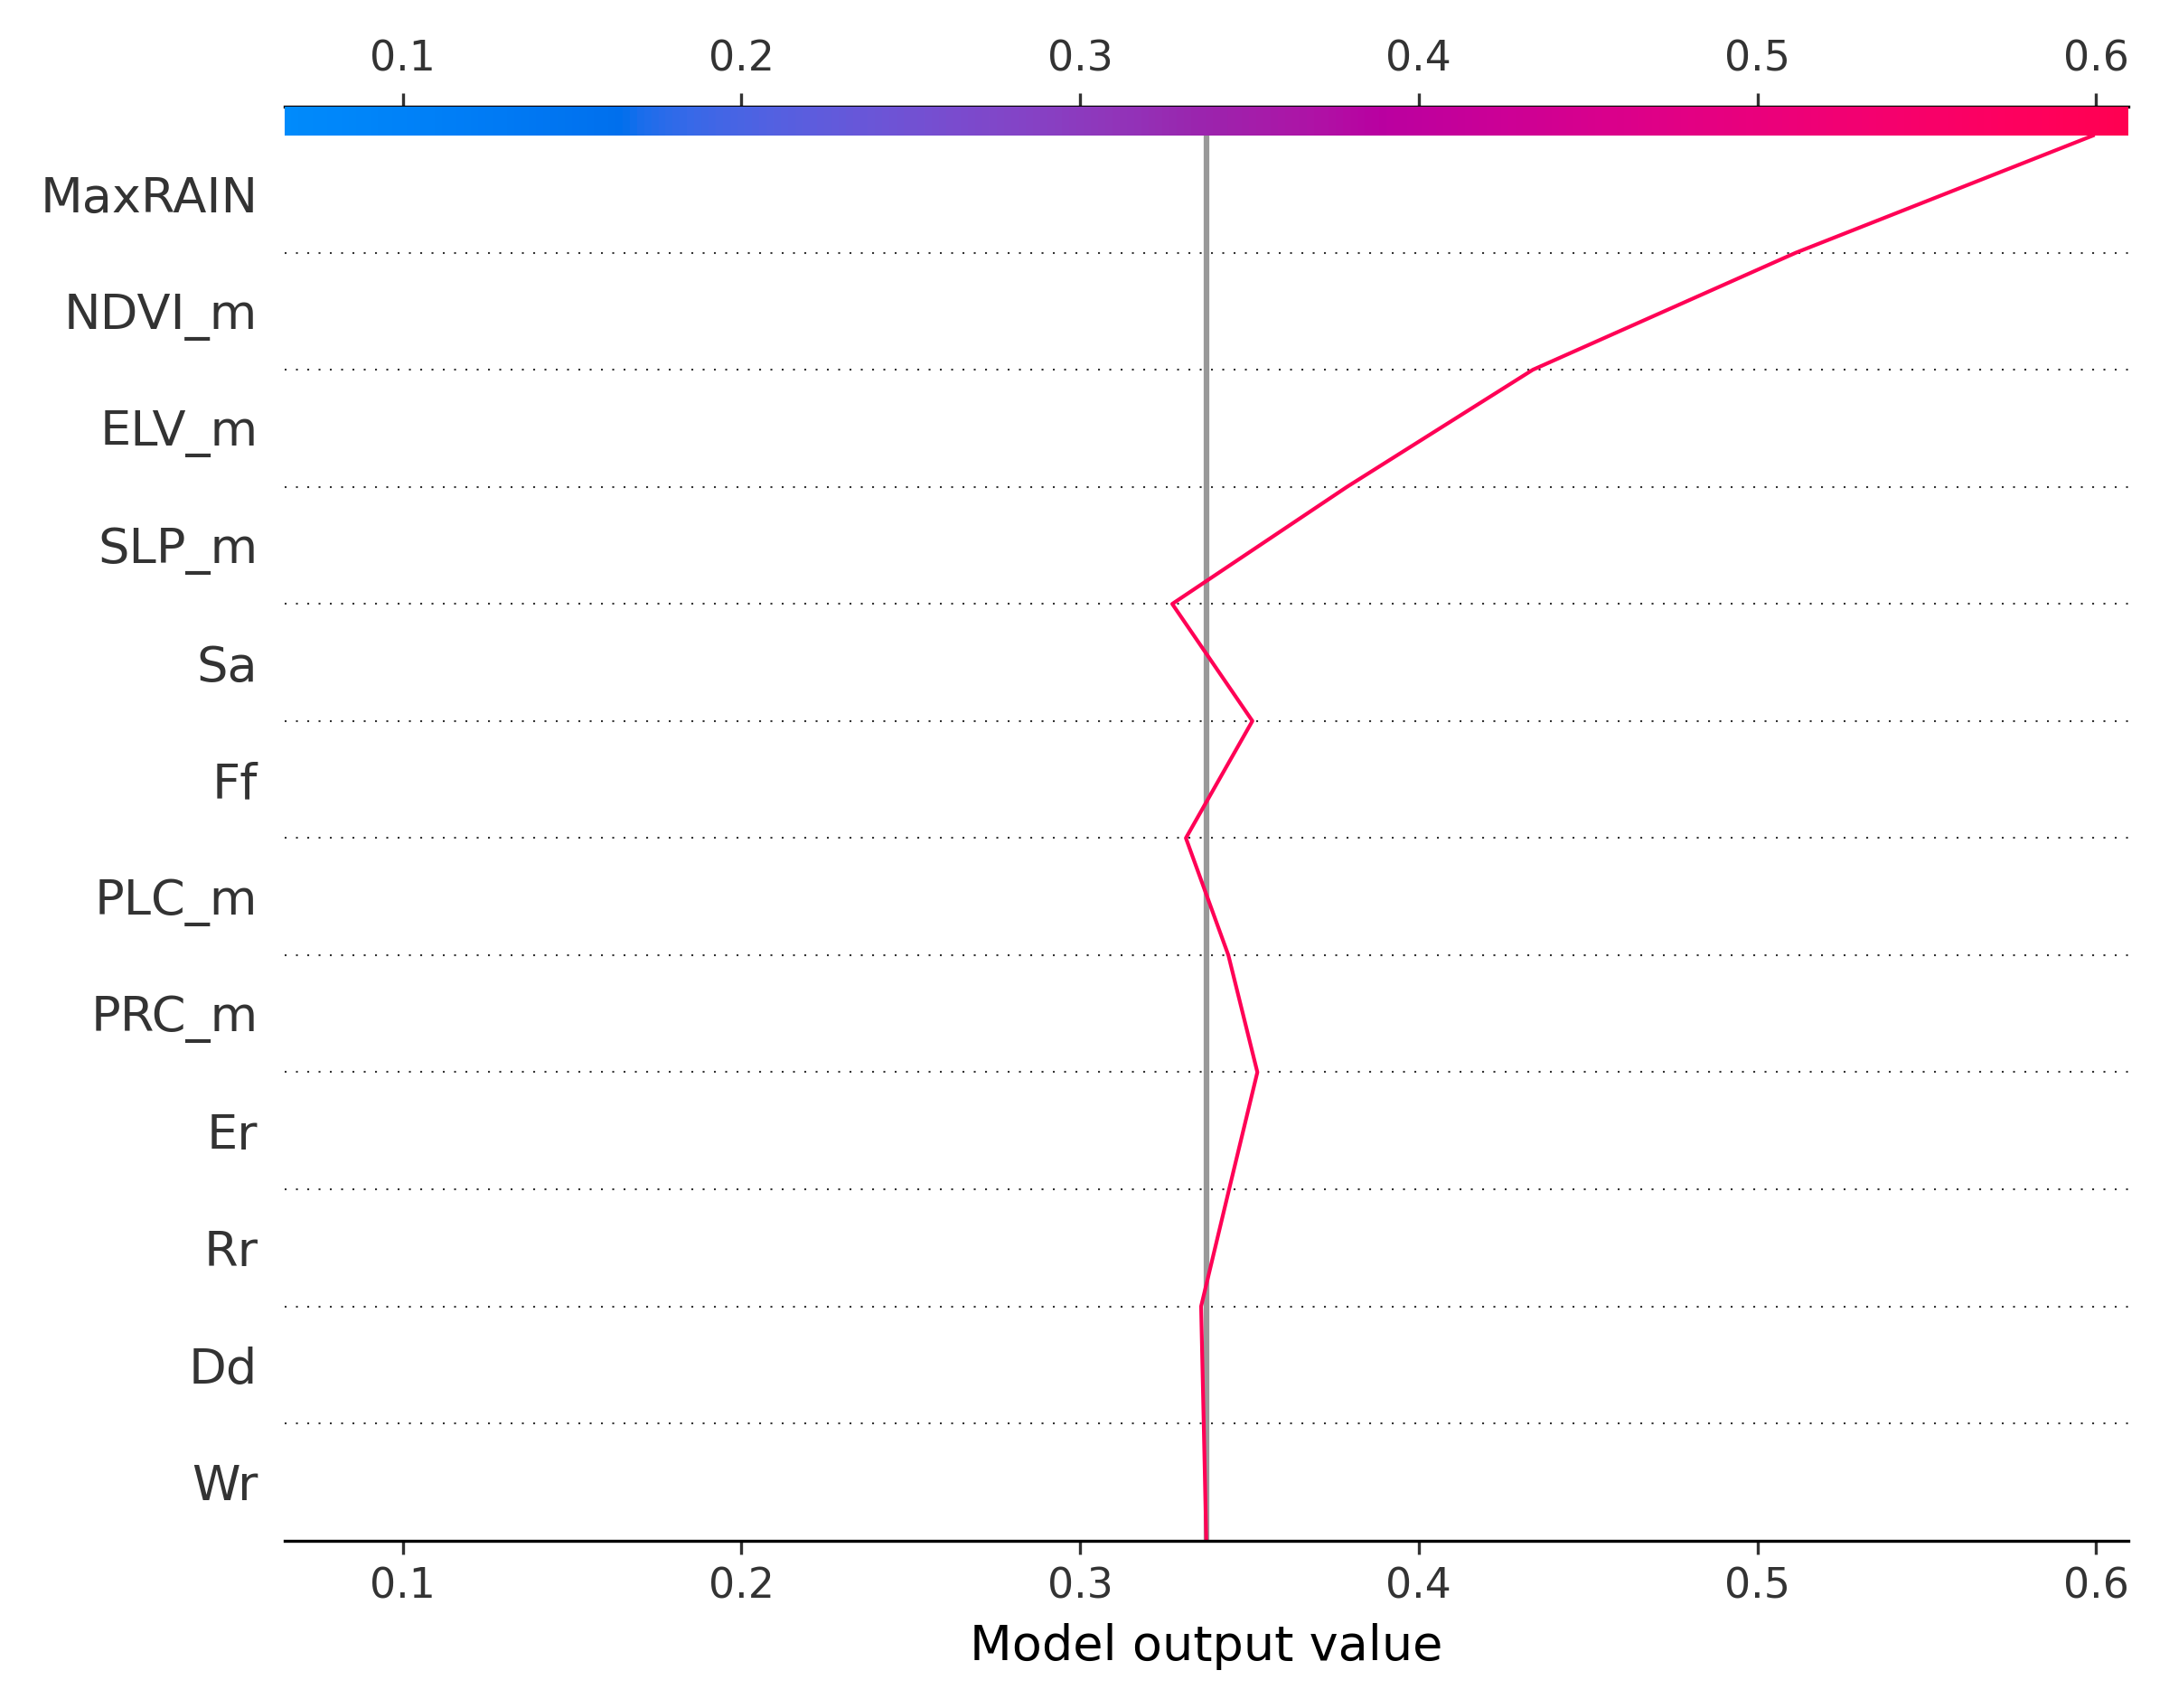 0.1 0.2 0.3 0.4 0.5 0.6
MaxRAIN
NDVI_m
ELV_m
SLP_m
Sa
Ff
PLC_m
PRC_m
Er
Rr
Dd
Wr
0.1 0.2 0.3 0.4 0.5 0.6
Model output value